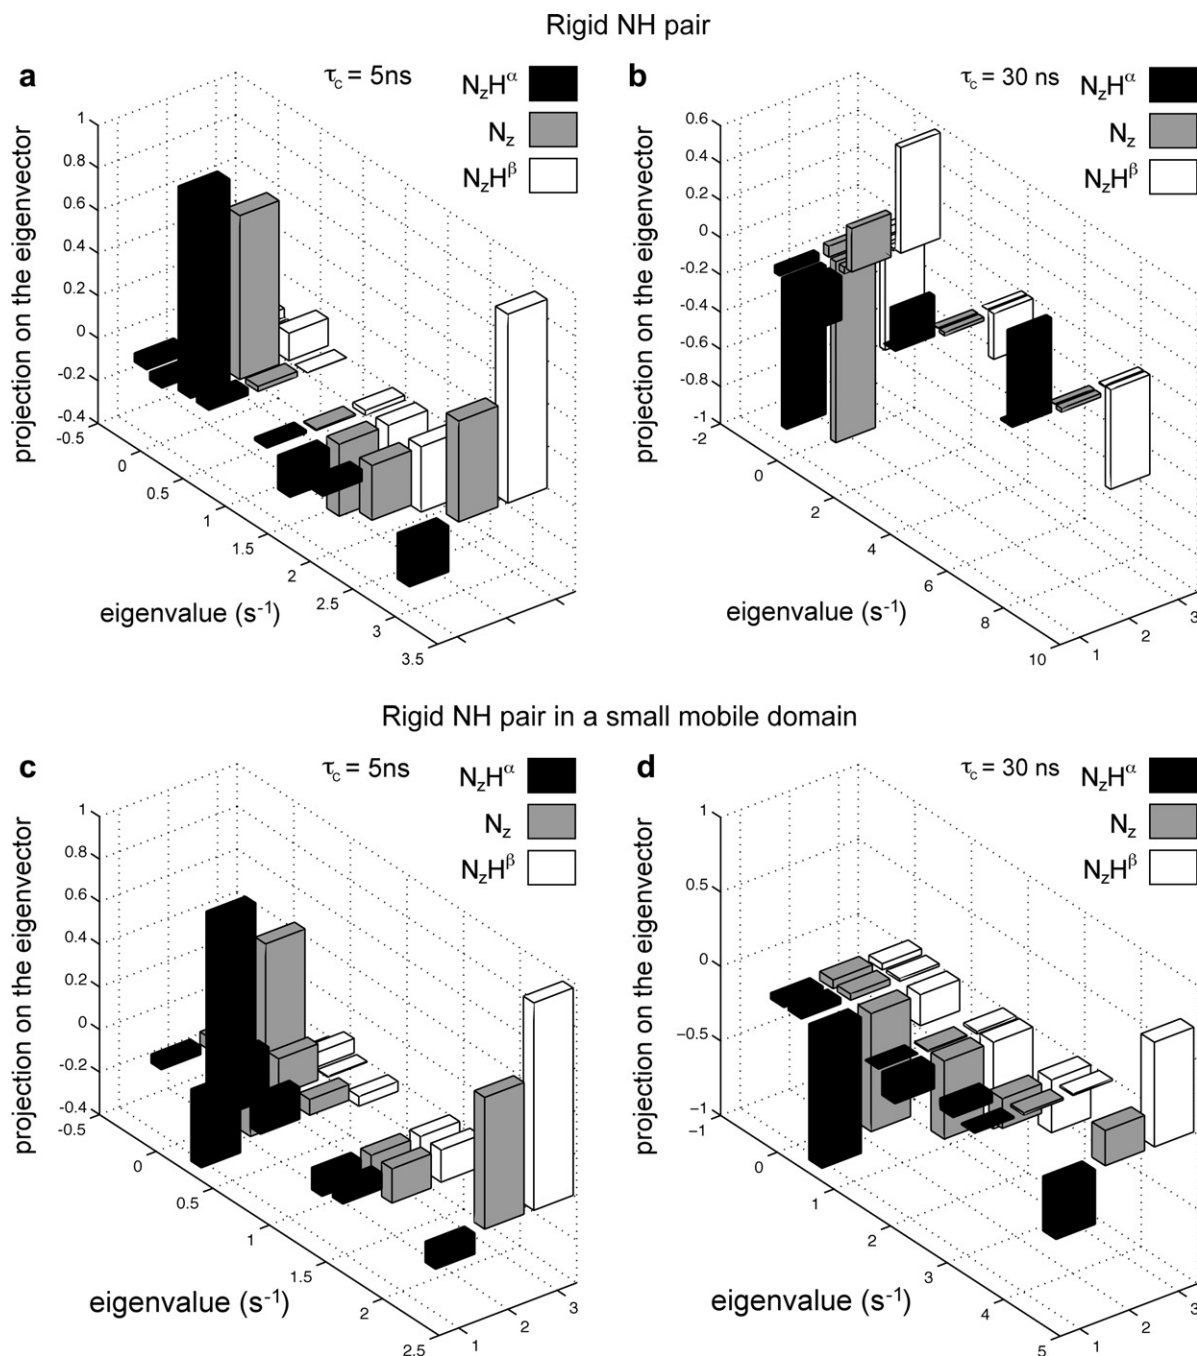 Rigid NH pair
a
τc = 5ns
NzHα
Nz
NzHβ
projection on the eigenvector
1
0.8
0.6
0.4
0.2
0
-0.2
-0.4
-0.5
0
0.5
1
1.5
2
2.5
3
3.5
eigenvalue (s-1)
b
τc = 30 ns
NzHα
Nz
NzHβ
projection on the eigenvector
0.6
0.4
0.2
0
-0.2
-0.4
-0.6
-0.8
-1
-2
0
2
4
6
8
10
1
2
3
eigenvalue (s-1)
Rigid NH pair in a small mobile domain
c
τc = 5ns
NzHα
Nz
NzHβ
projection on the eigenvector
1
0.8
0.6
0.4
0.2
0
-0.2
-0.4
-0.5
0
0.5
1
1.5
2
2.5
1
2
3
eigenvalue (s-1)
d
τc = 30 ns
NzHα
Nz
NzHβ
projection on the eigenvector
1
0.5
0
−0.5
−1
−1
0
1
2
3
4
5
1
2
3
eigenvalue (s-1)